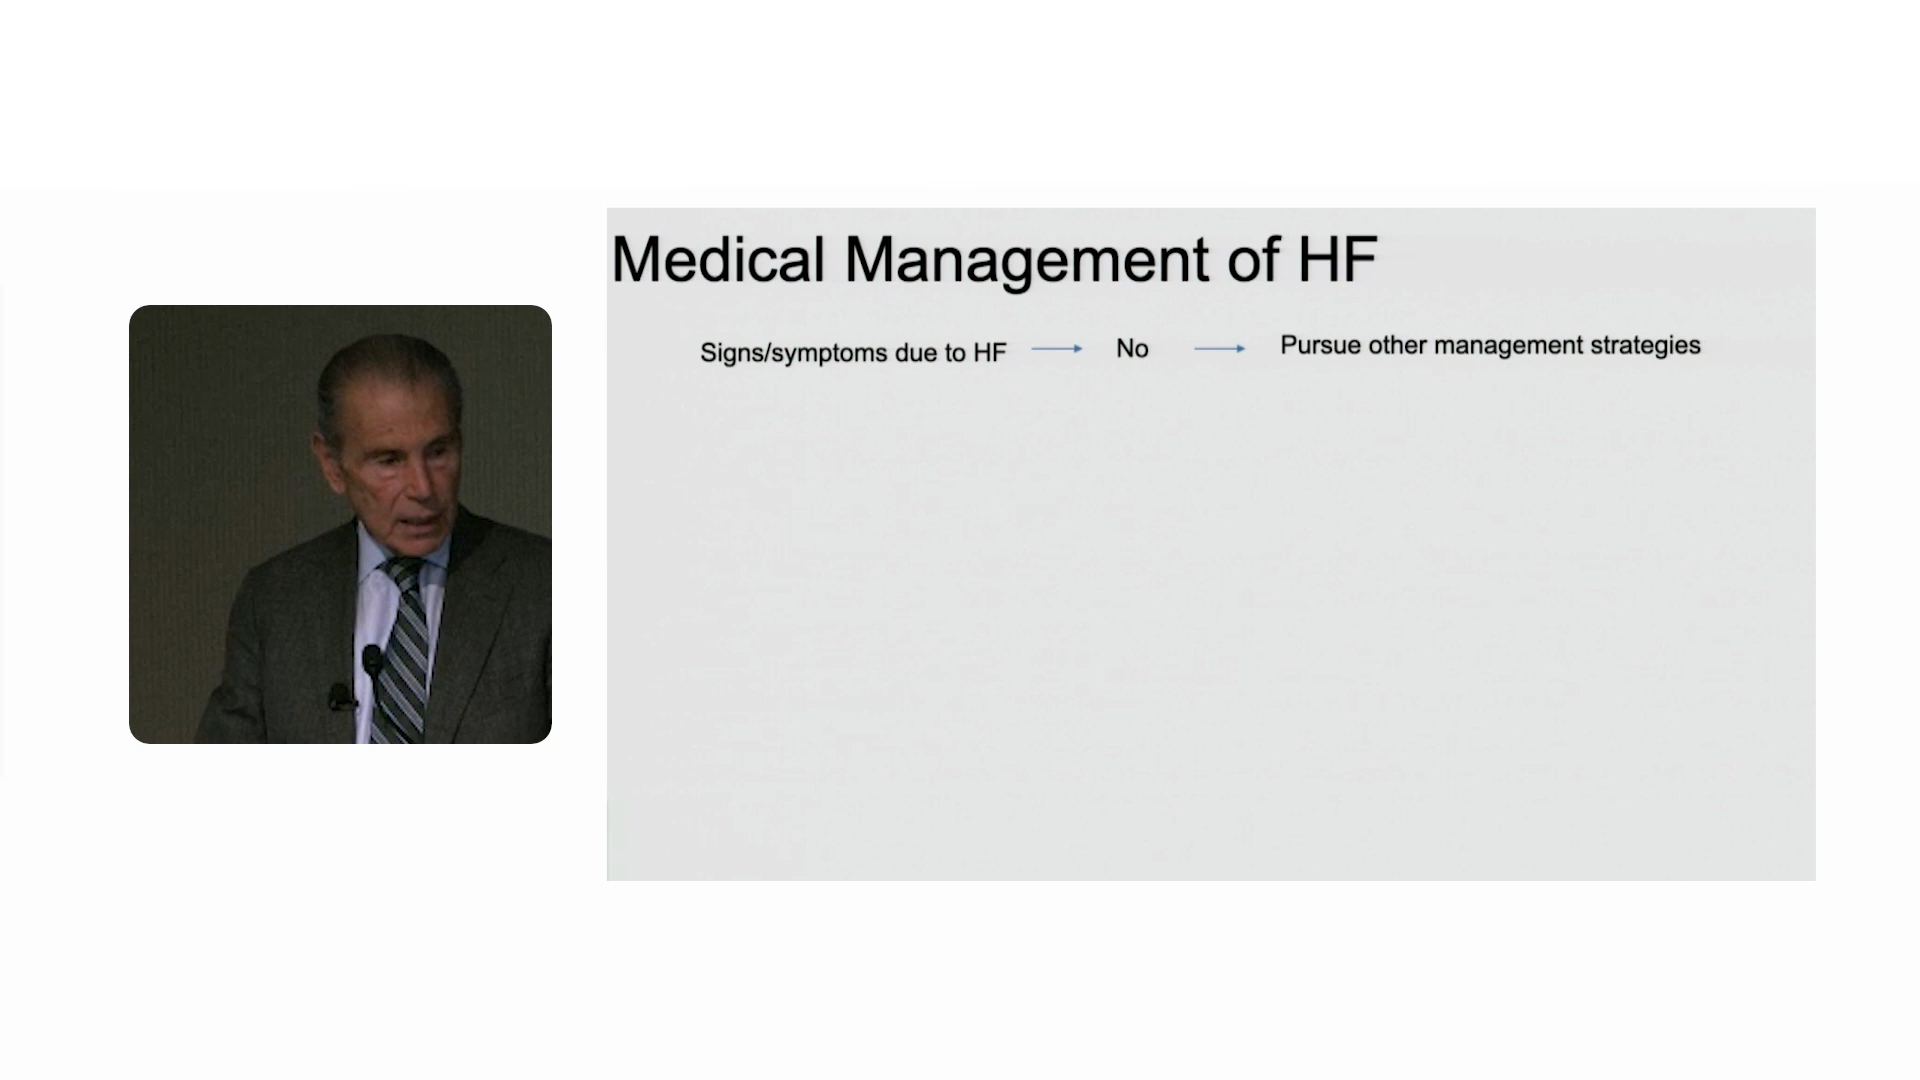 Medical Management of HF
Signs/symptoms due to HF → No → Pursue other management strategies